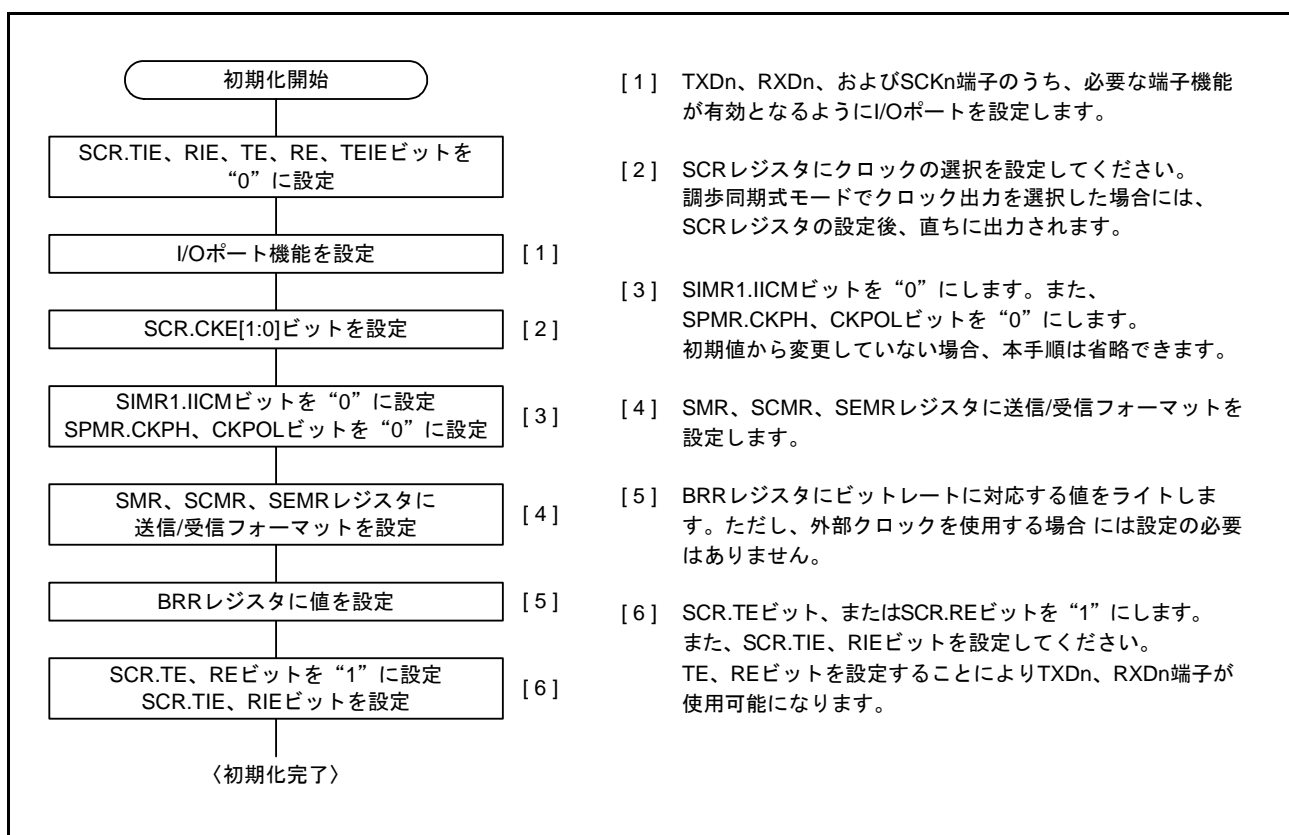 初期化開始
SCR.TIE、RIE、TE、RE、TEIEビットを
“0”に設定
I/Oポート機能を設定
[ 1 ]
SCR.CKE[1:0]ビットを設定
[ 2 ]
SIMR1.IICMビットを“0”に設定
SPMR.CKPH、CKPOLビットを“0”に設定
[ 3 ]
SMR、SCMR、SEMRレジスタに
送信/受信フォーマットを設定
[ 4 ]
BRRレジスタに値を設定
[ 5 ]
SCR.TE、REビットを“1”に設定
SCR.TIE、RIEビットを設定
[ 6 ]
〈初期化完了〉
[ 1 ] TXDn、RXDn、およびSCKn端子のうち、必要な端子機能
が有効となるようにI/Oポートを設定します。
[ 2 ] SCRレジスタにクロックの選択を設定してください。
調歩同期式モードでクロック出力を選択した場合には、
SCRレジスタの設定後、直ちに出力されます。
[ 3 ] SIMR1.IICMビットを“0”にします。また、
SPMR.CKPH、CKPOLビットを“0”にします。
初期値から変更していない場合、本手順は省略できます。
[ 4 ] SMR、SCMR、SEMRレジスタに送信/受信フォーマットを
設定します。
[ 5 ] BRRレジスタにビットレートに対応する値をライトしま
す。ただし、外部クロックを使用する場合 には設定の必要
はありません。
[ 6 ] SCR.TEビット、またはSCR.REビットを“1”にします。
また、SCR.TIE、RIEビットを設定してください。
TE、REビットを設定することによりTXDn、RXDn端子が
使用可能になります。